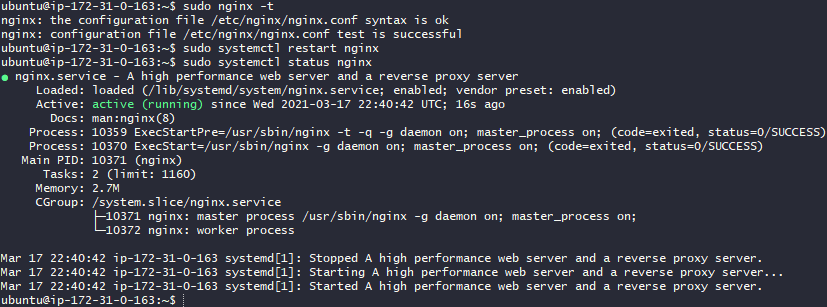 ubuntu@ip-172-31-0-163:~$ sudo nginx -t
nginx: the configuration file /etc/nginx/nginx.conf syntax is ok
nginx: configuration file /etc/nginx/nginx.conf test is successful
ubuntu@ip-172-31-0-163:~$ sudo systemctl restart nginx
ubuntu@ip-172-31-0-163:~$ sudo systemctl status nginx
● nginx.service - A high performance web server and a reverse proxy server
Loaded: loaded (/lib/systemd/system/nginx.service; enabled; vendor preset: enabled)
Active: active (running) since Wed 2021-03-17 22:40:42 UTC; 16s ago
Docs: man:nginx(8)
Process: 10359 ExecStartPre=/usr/sbin/nginx -t -q -g daemon on; master_process on; (code=exited, status=0/SUCCESS)
Process: 10370 ExecStart=/usr/sbin/nginx -g daemon on; master_process on; (code=exited, status=0/SUCCESS)
Main PID: 10371 (nginx)
Tasks: 2 (limit: 1160)
Memory: 2.7M
CGroup: /system.slice/nginx.service
├─10371 nginx: master process /usr/sbin/nginx -g daemon on; master_process on;
└─10372 nginx: worker process
Mar 17 22:40:42 ip-172-31-0-163 systemd[1]: Stopped A high performance web server and a reverse proxy server.
Mar 17 22:40:42 ip-172-31-0-163 systemd[1]: Starting A high performance web server and a reverse proxy server...
Mar 17 22:40:42 ip-172-31-0-163 systemd[1]: Started A high performance web server and a reverse proxy server.
ubuntu@ip-172-31-0-163:~$